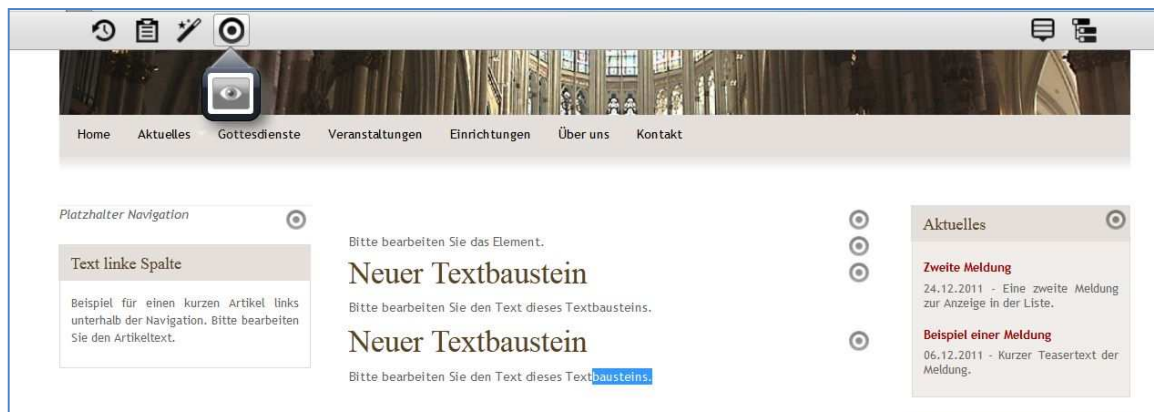 Home Aktuelles Gottesdienste Veranstaltungen Einrichtungen Über uns Kontakt
Platzhalter Navigation
Text linke Spalte
Beispiel für einen kurzen Artikel links
unterhalb der Navigation. Bitte bearbeiten
Sie den Artikeltext.
Bitte bearbeiten Sie das Element.
Neuer Textbaustein
Bitte bearbeiten Sie den Text dieses Textbausteins.
Neuer Textbaustein
Bitte bearbeiten Sie den Text dieses Textbausteins.
Aktuelles
Zweite Meldung
24.12.2011 - Eine zweite Meldung
zur Anzeige in der Liste.
Beispiel einer Meldung
06.12.2011 - Kurzer Teasertext der
Meldung.